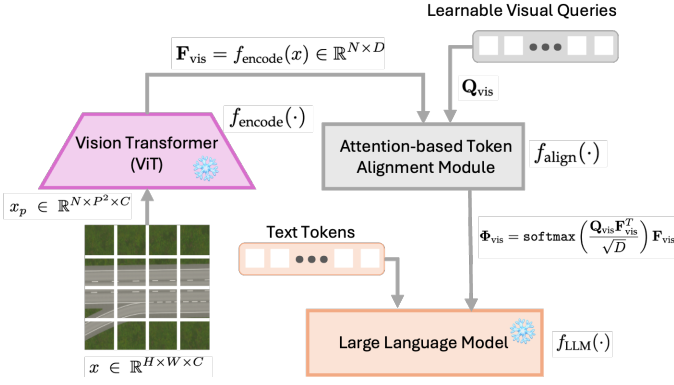 Learnable Visual Queries
𝐅_vis = f_encode(x) ∈ ℝ^{N×D}
𝐐_vis
f_encode(·)
Vision Transformer
(ViT)
Attention-based Token
Alignment Module
f_align(·)
x_p ∈ ℝ^{N×P²×C}
Text Tokens
𝚽_vis = softmax(𝐐_vis 𝐅_vis^T / √D) 𝐅_vis
Large Language Model
f_LLM(·)
x ∈ ℝ^{H×W×C}